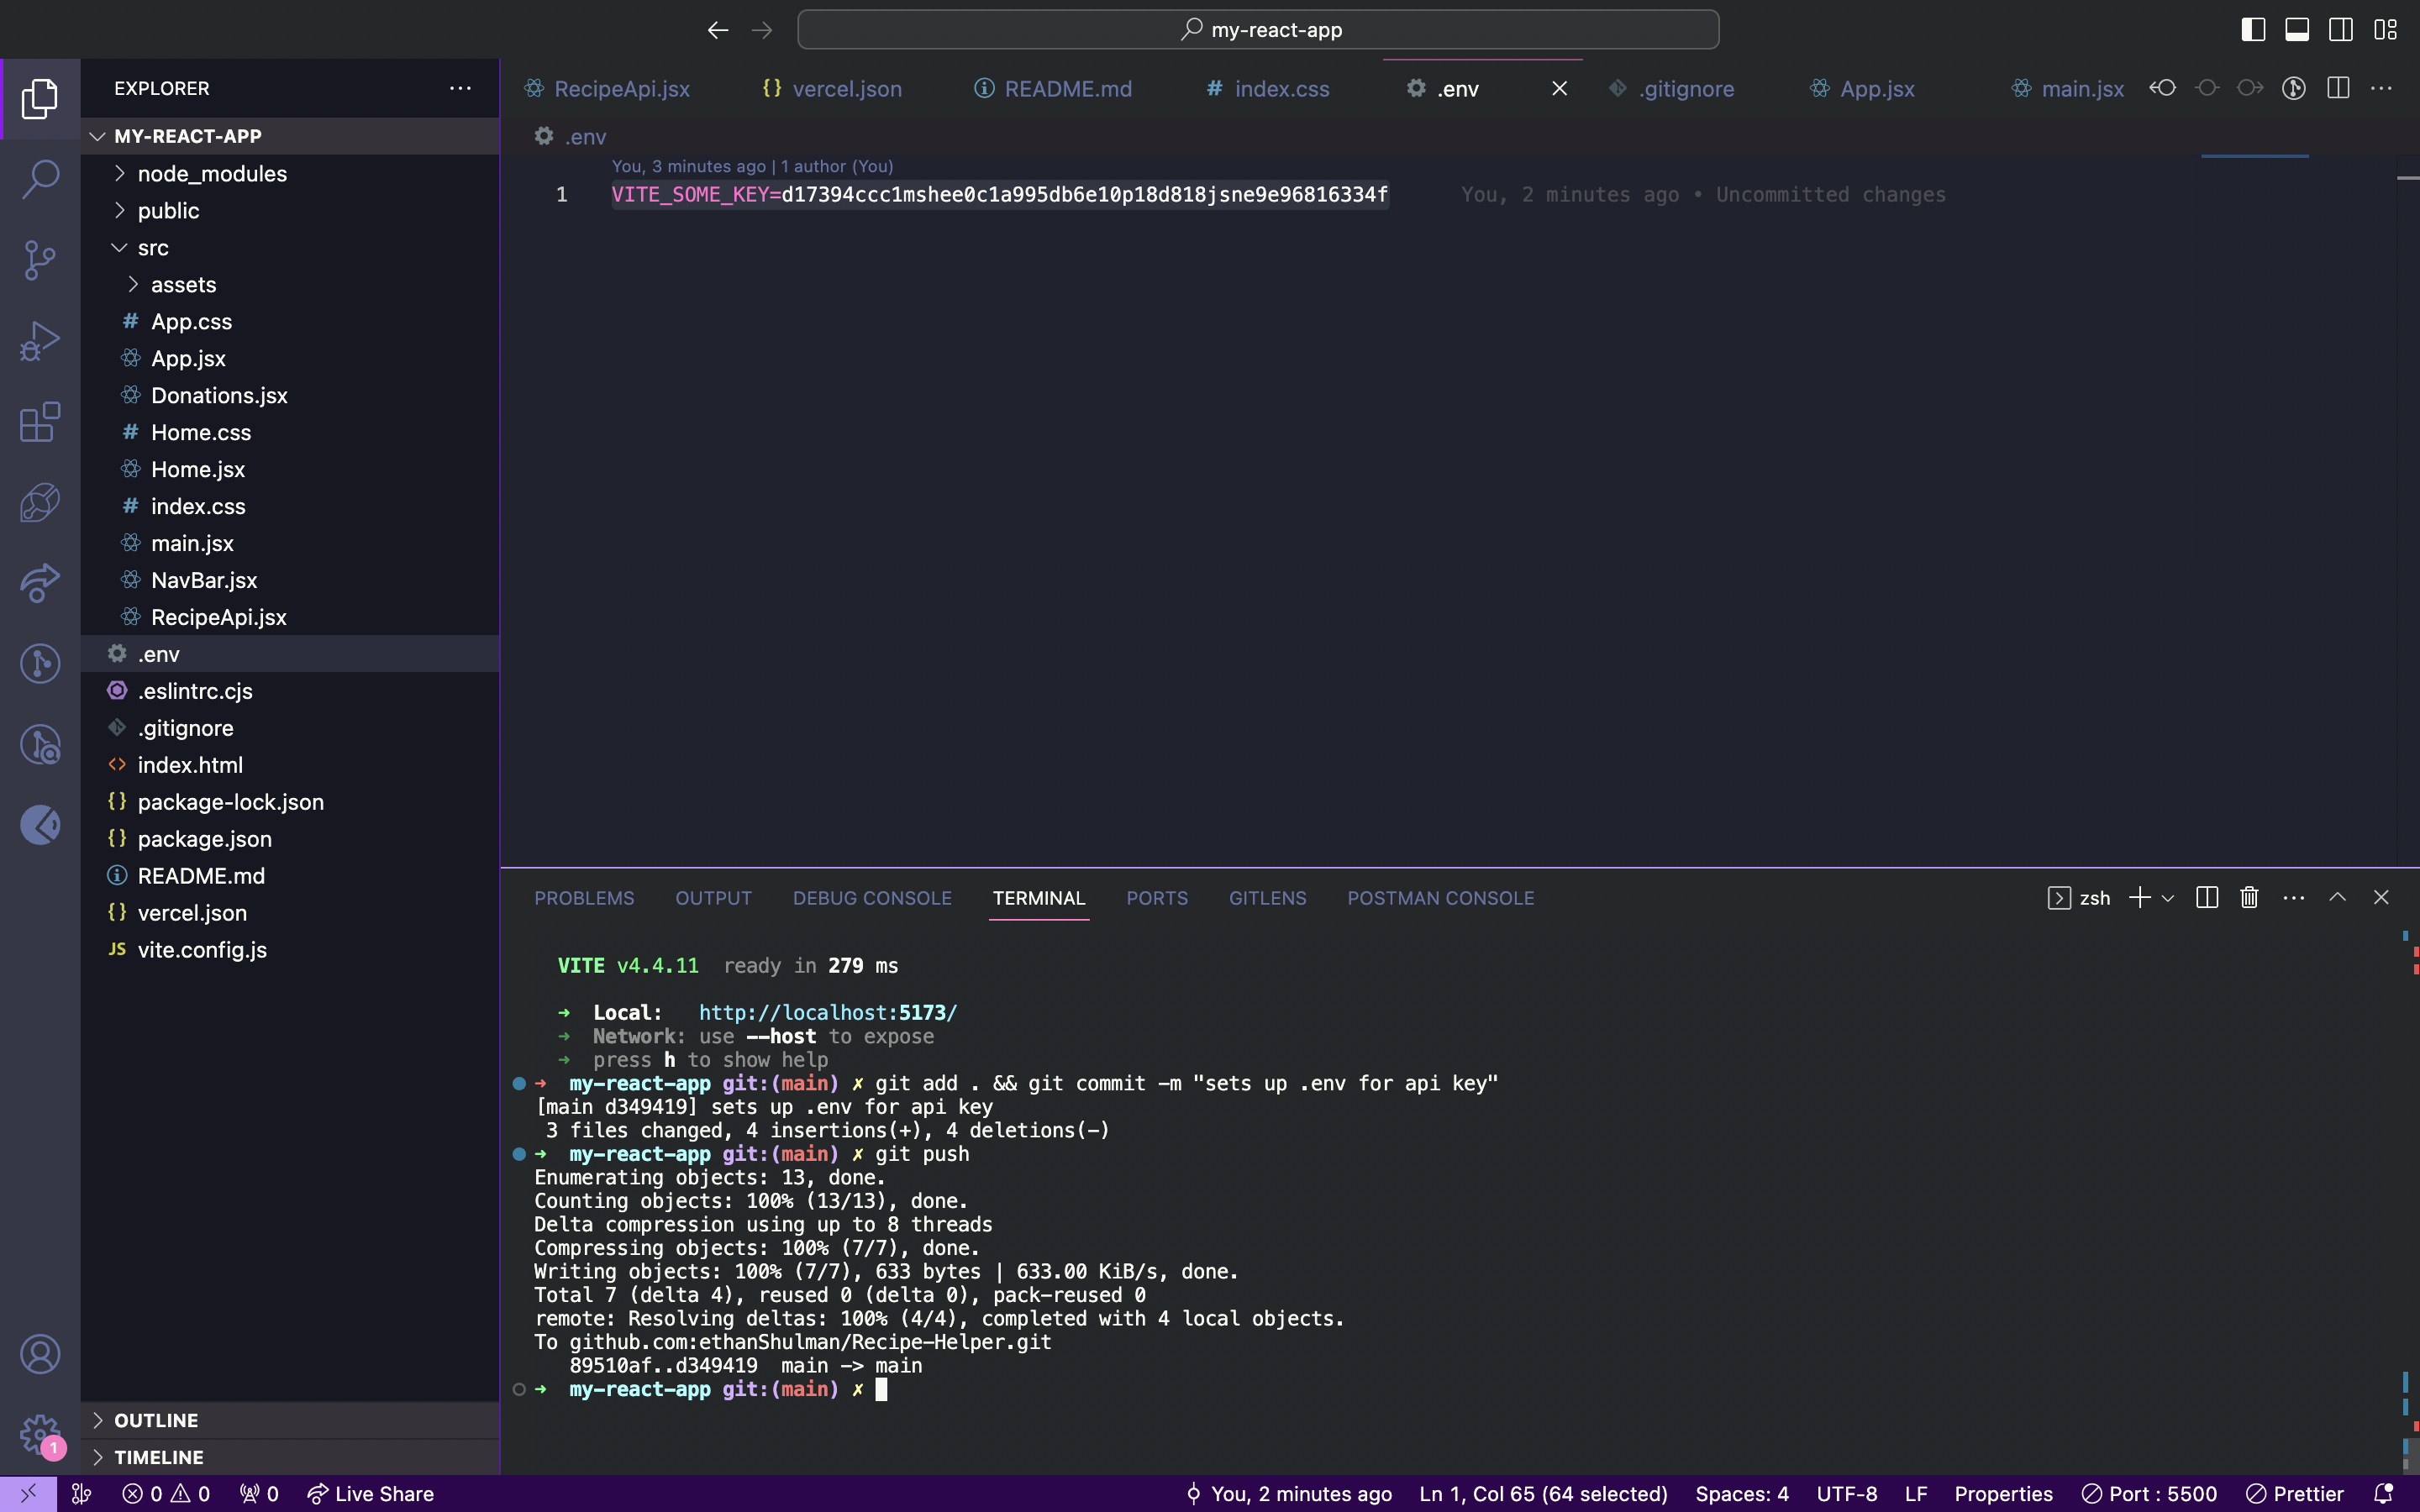 my-react-app
EXPLORER
MY-REACT-APP
node_modules
public
src
assets
App.css
App.jsx
Donations.jsx
Home.css
Home.jsx
index.css
main.jsx
NavBar.jsx
RecipeApi.jsx
.env
.eslintrc.cjs
.gitignore
index.html
package-lock.json
package.json
README.md
vercel.json
JS vite.config.js
OUTLINE
TIMELINE
RecipeApi.jsx vercel.json README.md index.css .env .gitignore App.jsx main.jsx
.env
You, 3 minutes ago | 1 author (You)
1 VITE_SOME_KEY=d17394ccc1mshee0c1a995db6e10p18d818jsne9e96816334f You, 2 minutes ago • Uncommitted changes
PROBLEMS OUTPUT DEBUG CONSOLE TERMINAL PORTS GITLENS POSTMAN CONSOLE zsh
VITE v4.4.11 ready in 279 ms
➜ Local: http://localhost:5173/
➜ Network: use --host to expose
➜ press h to show help
➜ my-react-app git:(main) ✗ git add . && git commit -m "sets up .env for api key"
[main d349419] sets up .env for api key
3 files changed, 4 insertions(+), 4 deletions(-)
➜ my-react-app git:(main) ✗ git push
Enumerating objects: 13, done.
Counting objects: 100% (13/13), done.
Delta compression using up to 8 threads
Compressing objects: 100% (7/7), done.
Writing objects: 100% (7/7), 633 bytes | 633.00 KiB/s, done.
Total 7 (delta 4), reused 0 (delta 0), pack-reused 0
remote: Resolving deltas: 100% (4/4), completed with 4 local objects.
To github.com:ethanShulman/Recipe-Helper.git
89510af..d349419 main -> main
➜ my-react-app git:(main) ✗
1
0 0 0 Live Share You, 2 minutes ago Ln 1, Col 65 (64 selected) Spaces: 4 UTF-8 LF Properties Port : 5500 Prettier